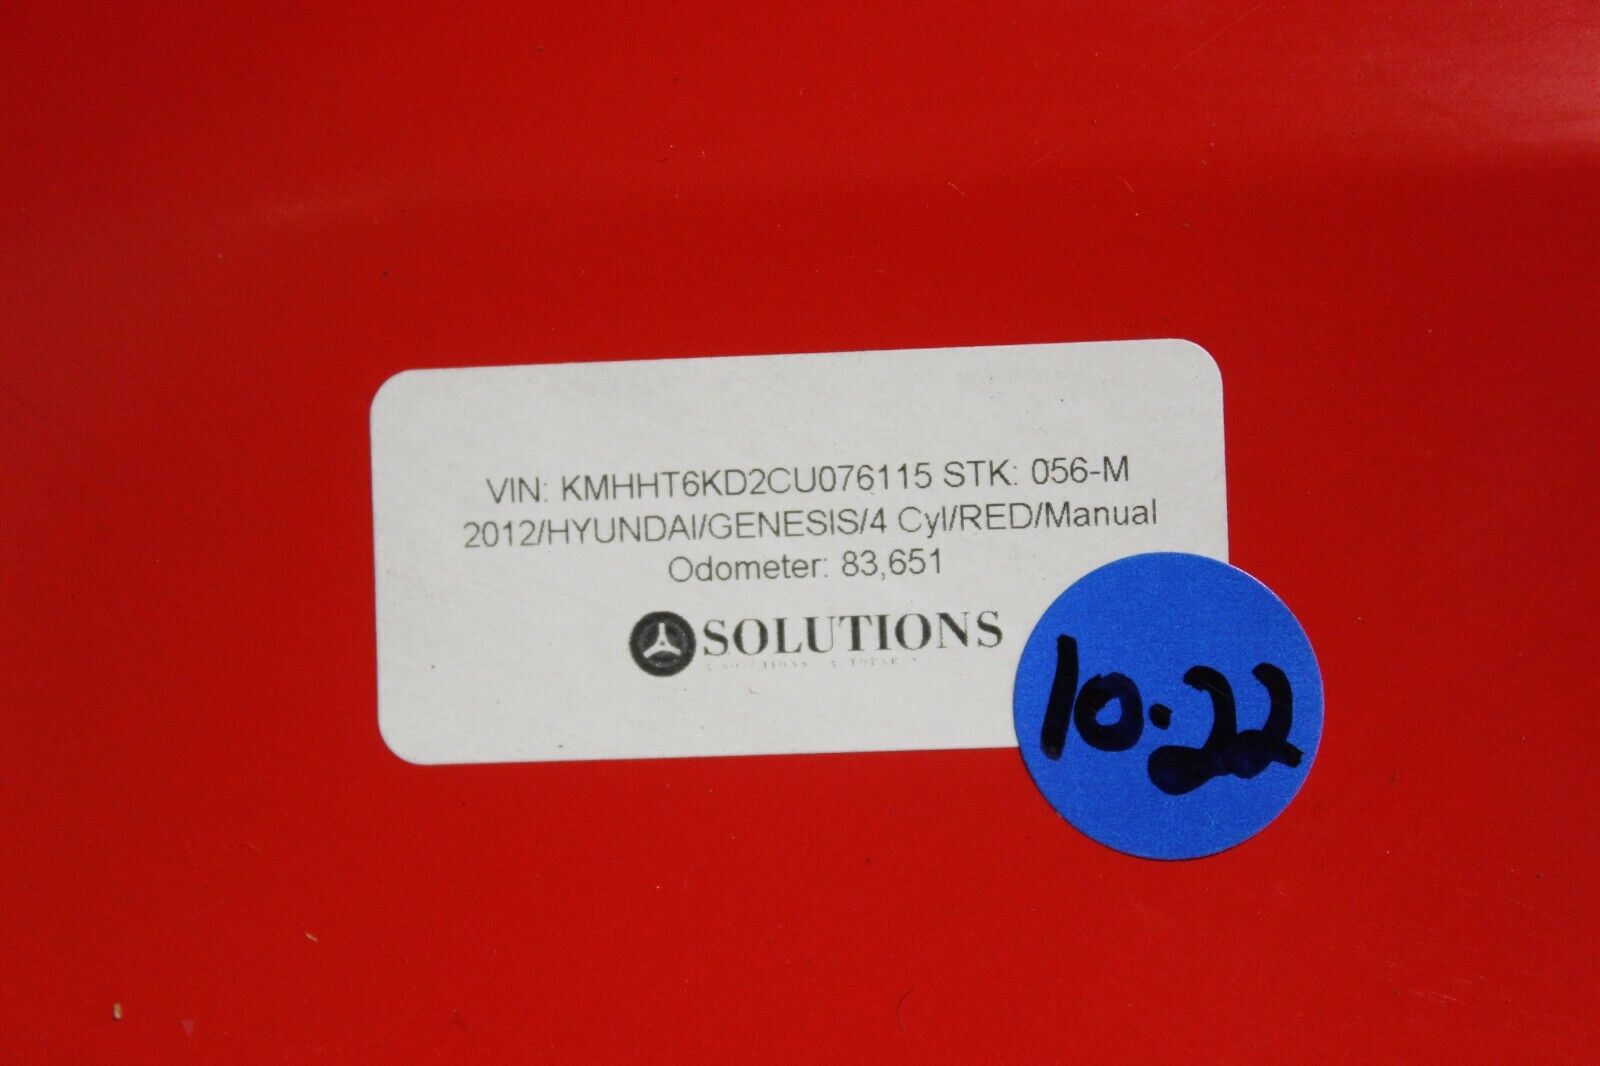 VIN: KMHHT6KD2CU076115 STK: 056-M
2012/HYUNDAI/GENESIS/4 Cyl/RED/Manual
Odometer: 83,651
SOLUTIONS
10.22